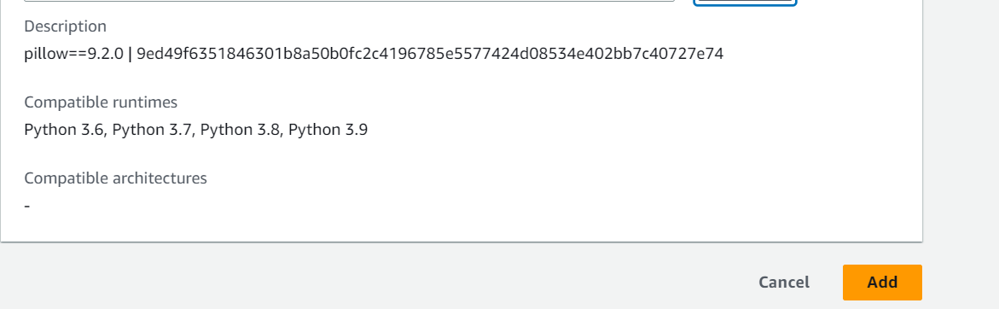 Description
pillow==9.2.0 | 9ed49f6351846301b8a50b0fc2c4196785e5577424d08534e402bb7c40727e74
Compatible runtimes
Python 3.6, Python 3.7, Python 3.8, Python 3.9
Compatible architectures
-
Cancel Add